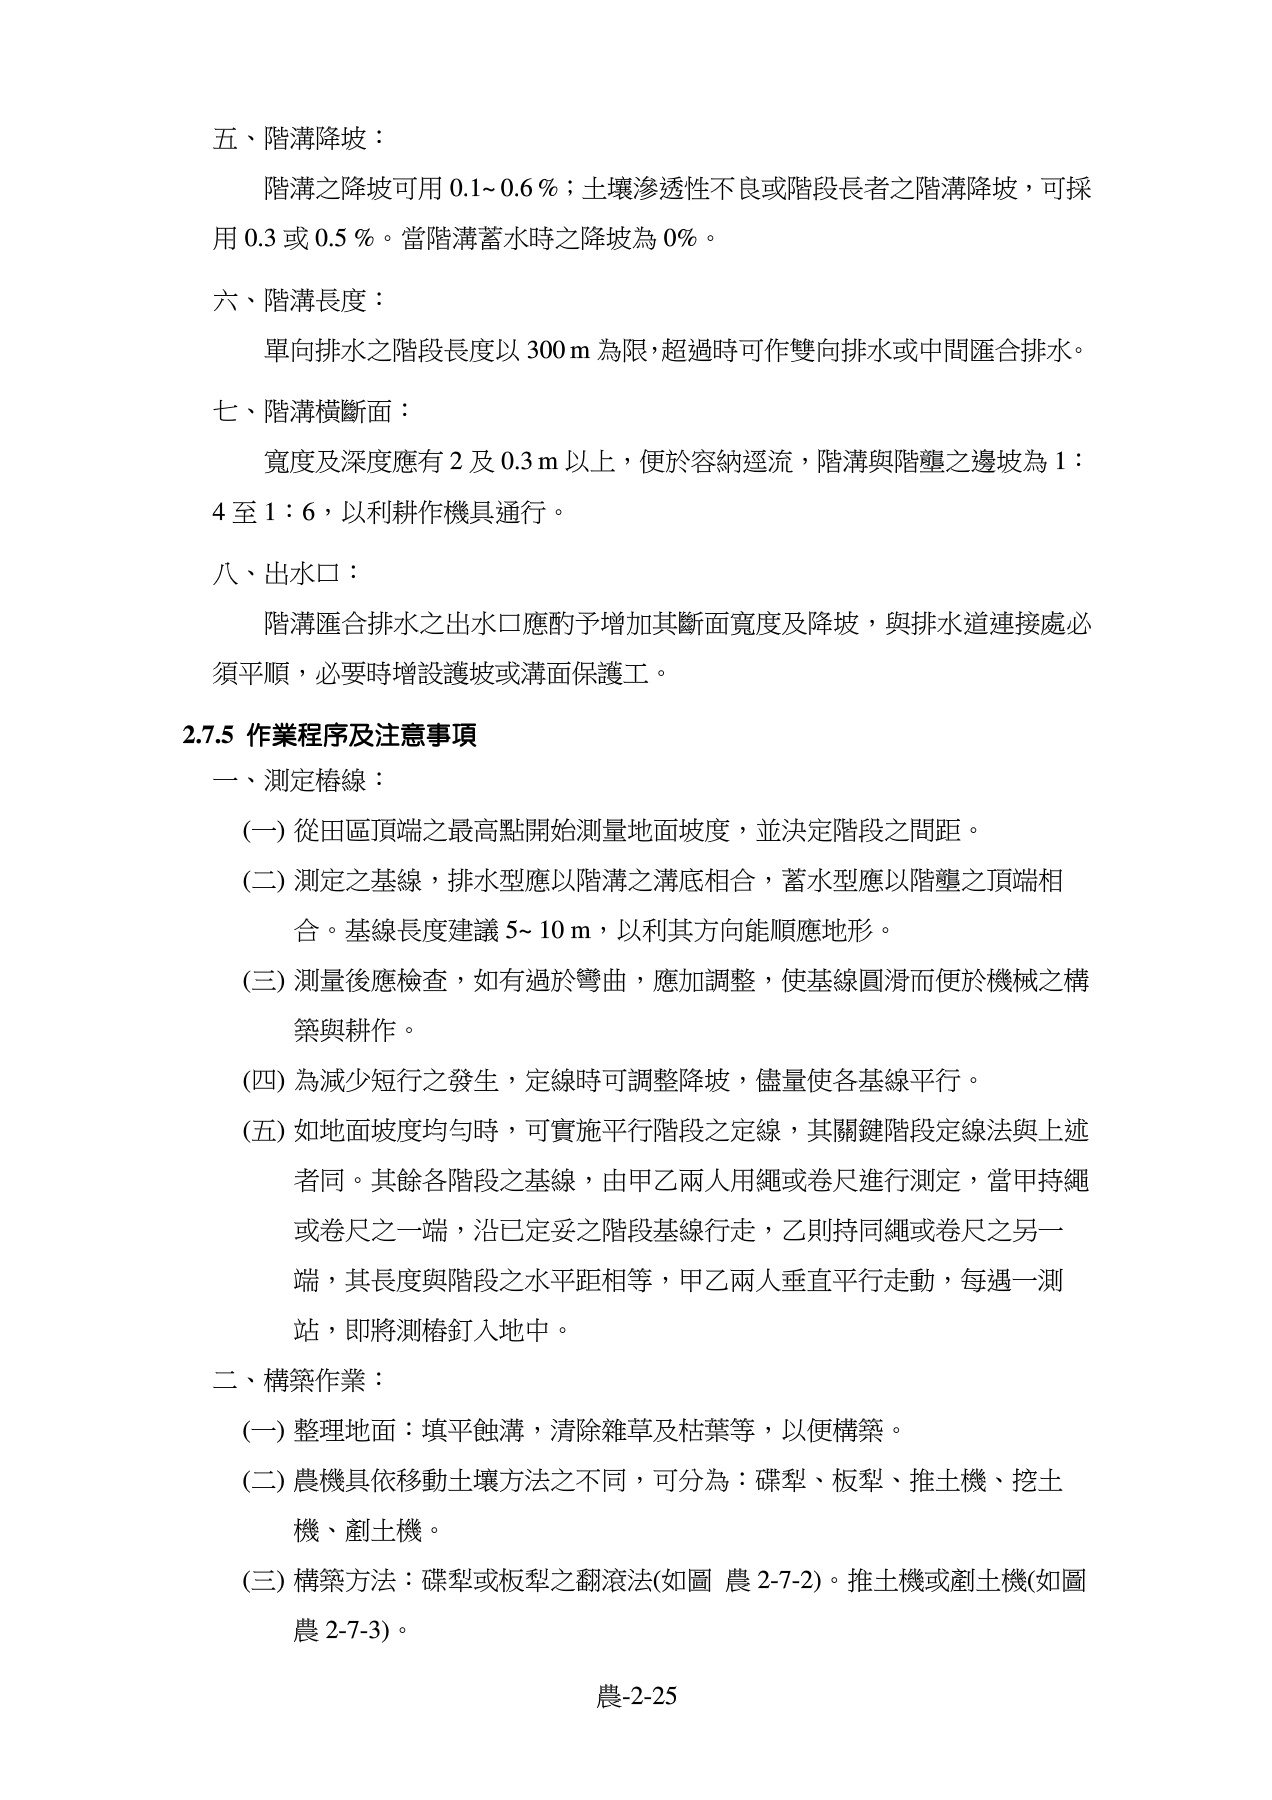 五、階溝降坡：
階溝之降坡可用 0.1~ 0.6 %；土壤滲透性不良或階段長者之階溝降坡，可採
用 0.3 或 0.5 %。當階溝蓄水時之降坡為 0%。
六、階溝長度：
單向排水之階段長度以 300 m 為限，超過時可作雙向排水或中間匯合排水。
七、階溝橫斷面：
寬度及深度應有 2 及 0.3 m 以上，便於容納逕流，階溝與階壟之邊坡為 1：
4 至 1：6，以利耕作機具通行。
八、出水口：
階溝匯合排水之出水口應酌予增加其斷面寬度及降坡，與排水道連接處必
須平順，必要時增設護坡或溝面保護工。
2.7.5 作業程序及注意事項
一、測定樁線：
(一) 從田區頂端之最高點開始測量地面坡度，並決定階段之間距。
(二) 測定之基線，排水型應以階溝之溝底相合，蓄水型應以階壟之頂端相
合。基線長度建議 5~ 10 m，以利其方向能順應地形。
(三) 測量後應檢查，如有過於彎曲，應加調整，使基線圓滑而便於機械之構
築與耕作。
(四) 為減少短行之發生，定線時可調整降坡，儘量使各基線平行。
(五) 如地面坡度均勻時，可實施平行階段之定線，其關鍵階段定線法與上述
者同。其餘各階段之基線，由甲乙兩人用繩或卷尺進行測定，當甲持繩
或卷尺之一端，沿已定妥之階段基線行走，乙則持同繩或卷尺之另一
端，其長度與階段之水平距相等，甲乙兩人垂直平行走動，每遇一測
站，即將測樁釘入地中。
二、構築作業：
(一) 整理地面：填平蝕溝，清除雜草及枯葉等，以便構築。
(二) 農機具依移動土壤方法之不同，可分為：碟犁、板犁、推土機、挖土
機、剷土機。
(三) 構築方法：碟犁或板犁之翻滾法(如圖 農 2-7-2)。推土機或剷土機(如圖
農 2-7-3)。
農-2-25